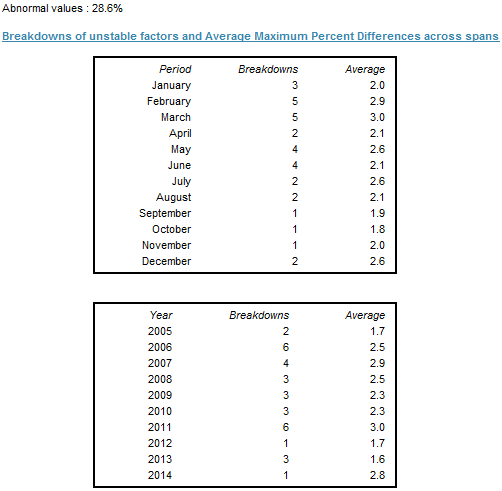 Abnormal values : 28.6%
Breakdowns of unstable factors and Average Maximum Percent Differences across spans
Period Breakdowns Average
January 3 2.0
February 5 2.9
March 5 3.0
April 2 2.1
May 4 2.6
June 4 2.1
July 2 2.6
August 2 2.1
September 1 1.9
October 1 1.8
November 1 2.0
December 2 2.6
Year Breakdowns Average
2005 2 1.7
2006 6 2.5
2007 4 2.9
2008 3 2.5
2009 3 2.3
2010 3 2.3
2011 6 3.0
2012 1 1.7
2013 3 1.6
2014 1 2.8